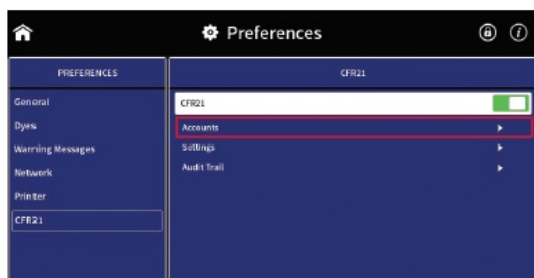 Preferences
PREFERENCES
CFR21
General
CFR21
Dyes
Accounts
Warning Messages
Settings
Network
Audit Trail
Printer
CFR21